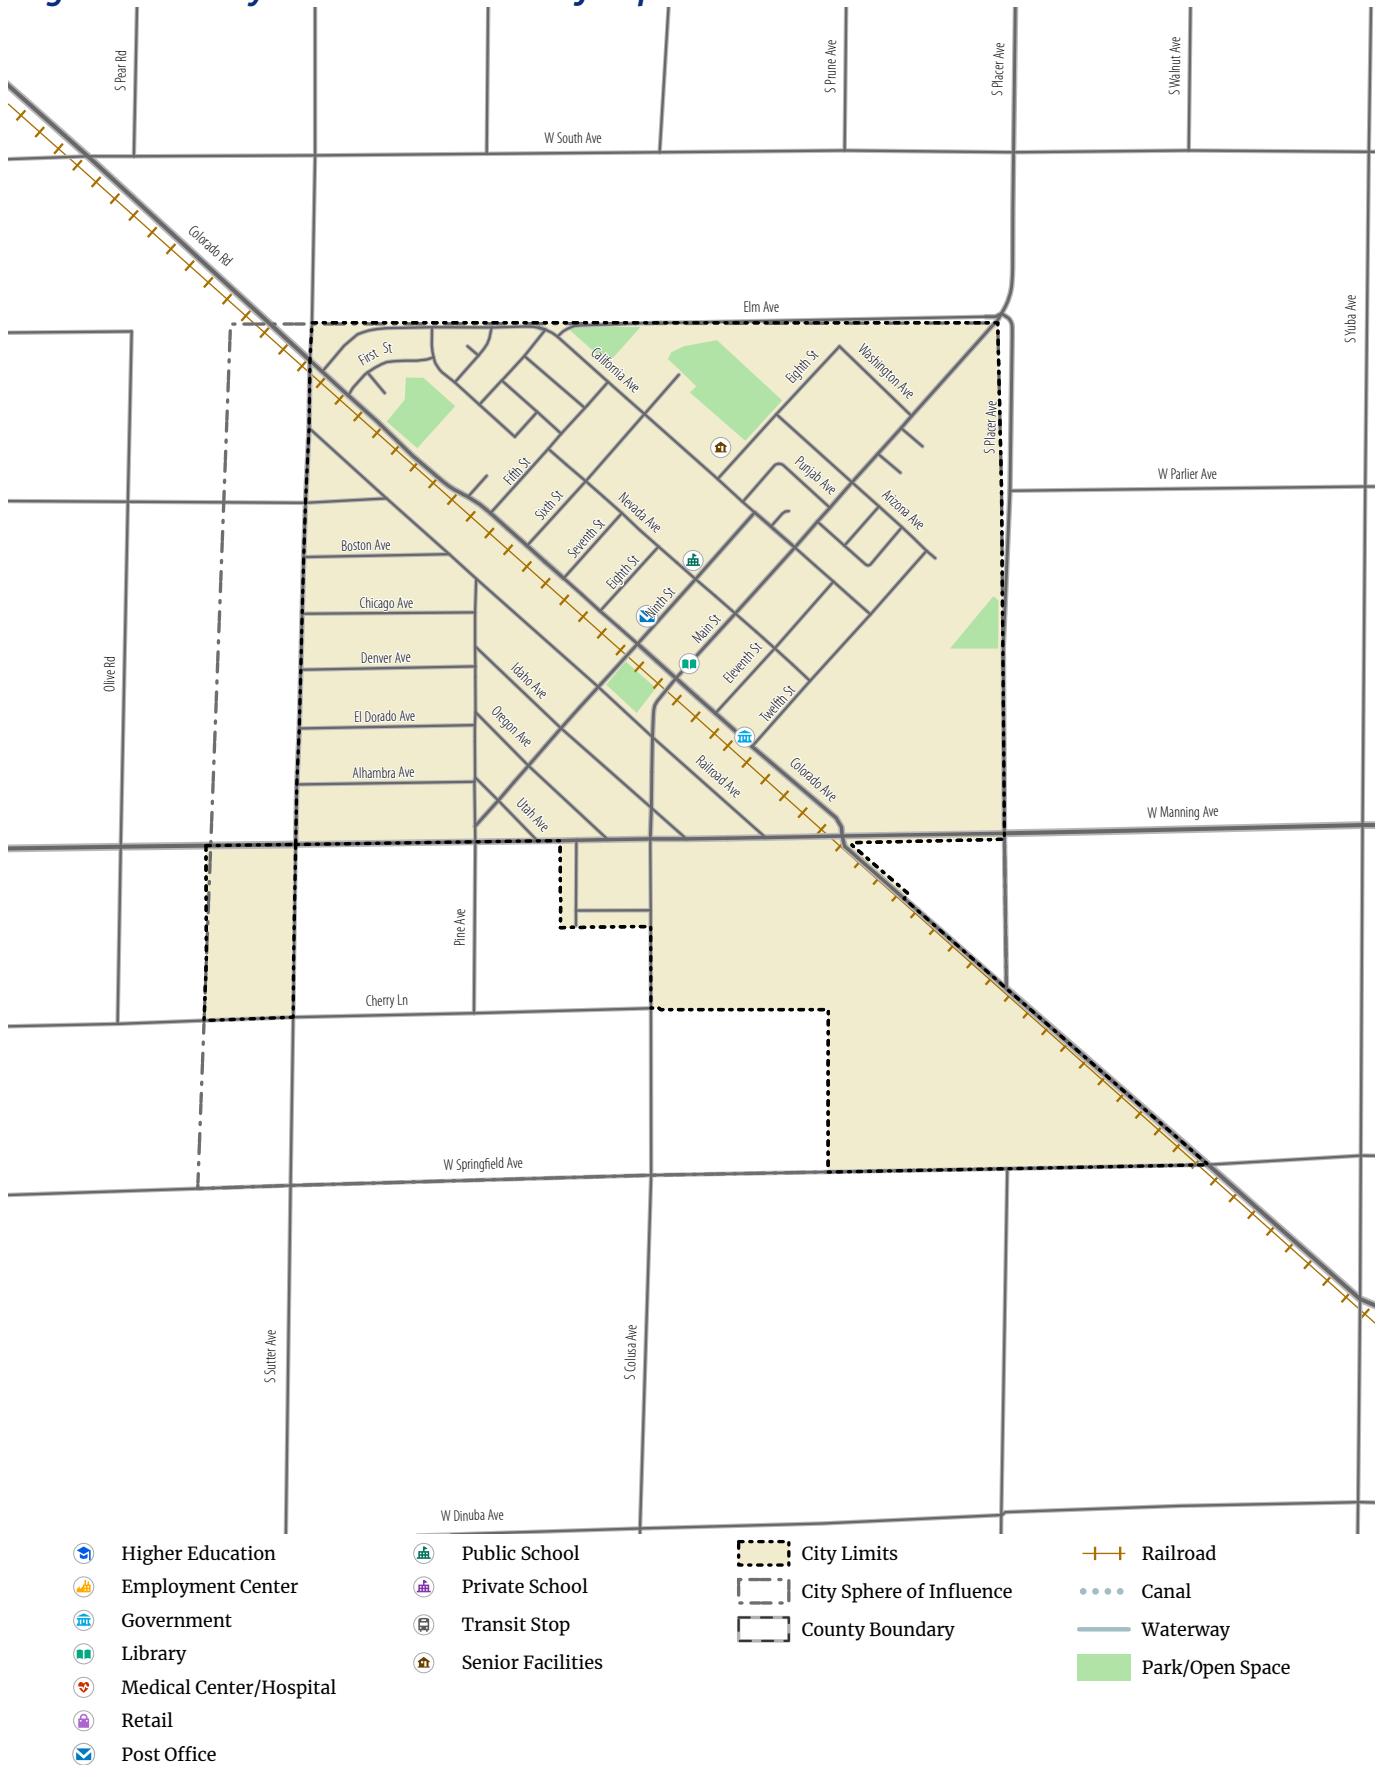 S Pear Rd
S Prune Ave
S Placer Ave
S Walnut Ave
W South Ave
Colorado Rd
Elm Ave
S Yuba Ave
First St
California Ave
Eighth St
Washington Ave
S Placer Ave
Fifth St
Sixth St
Nevada Ave
Punjab Ave
Arizona Ave
W Parlier Ave
Seventh St
Eighth St
Boston Ave
Chicago Ave
Ninth St
Main St
Denver Ave
Olive Rd
Idaho Ave
Eleventh St
Twelfth St
El Dorado Ave
Oregon Ave
Alhambra Ave
Railroad Ave
Colorado Ave
Utah Ave
W Manning Ave
Pine Ave
Cherry Ln
W Springfield Ave
S Sutter Ave
S Colusa Ave
W Dinuba Ave
Higher Education
Employment Center
Government
Library
Medical Center/Hospital
Retail
Post Office
Public School
Private School
Transit Stop
Senior Facilities
City Limits
City Sphere of Influence
County Boundary
Railroad
Canal
Waterway
Park/Open Space